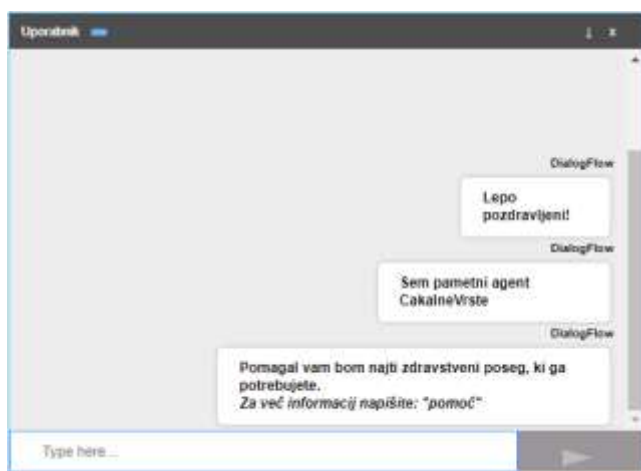 Uporabnik
DialogFlow
Lepo
pozdravljeni!
DialogFlow
Sem pametni agent
CakalneVrste
DialogFlow
Pomagal vam bom najti zdravstveni poseg, ki ga
potrebujete.
Za več informacij napišite: "pomoč"
Type here...